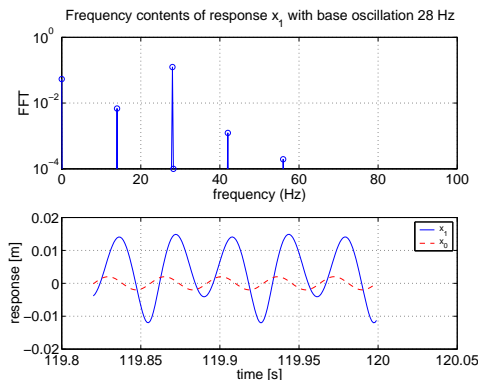 Frequency contents of response x₁ with base oscillation 28 Hz
10⁰
10⁻²
10⁻⁴
FFT
0 20 40 60 80 100
frequency (Hz)
0.02
0.01
0
−0.01
−0.02
response [m]
x₁
x₀
119.8 119.85 119.9 119.95 120 120.05
time [s]